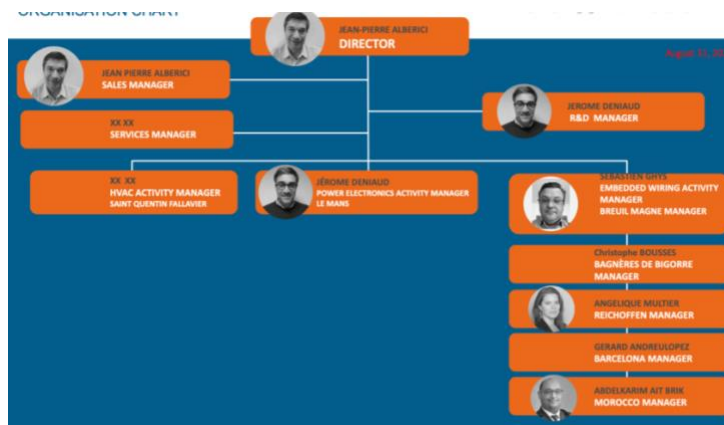 ORGANISATION CHART
JEAN-PIERRE ALBERICI
DIRECTOR
August 31, 20
JEAN PIERRE ALBERICI
SALES MANAGER
JEROME DENIAUD
R&D MANAGER
XX XX
SERVICES MANAGER
XX XX
HVAC ACTIVITY MANAGER
SAINT QUENTIN FALLAVIER
JÉROME DENIAUD
POWER ELECTRONICS ACTIVITY MANAGER
LE MANS
SEBASTIEN GHYS
EMBEDDED WIRING ACTIVITY
MANAGER
BREUIL MAGNE MANAGER
Christophe BOUSSES
BAGNÈRES DE BIGORRE
MANAGER
ANGELIQUE MULTIER
REICHOFFEN MANAGER
GERARD ANDREULOPEZ
BARCELONA MANAGER
ABDELKARIM AIT BRIK
MOROCCO MANAGER